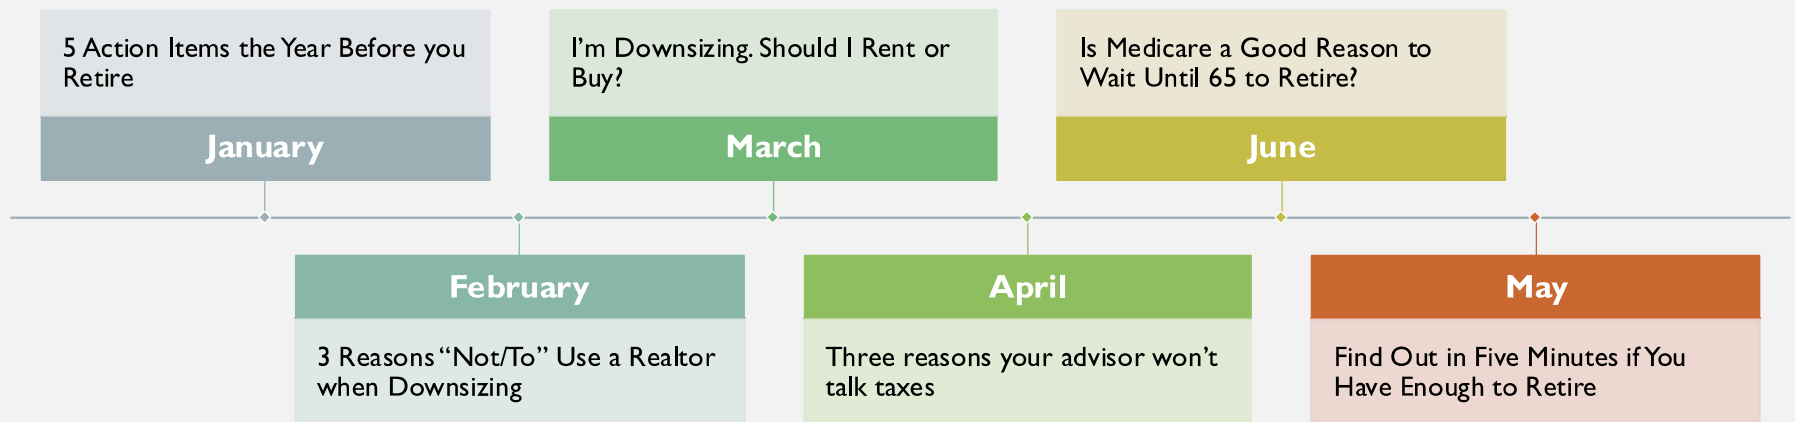 5 Action Items the Year Before you
Retire
January
February
3 Reasons “Not/To” Use a Realtor
when Downsizing
I’m Downsizing. Should I Rent or
Buy?
March
April
Three reasons your advisor won’t
talk taxes
Is Medicare a Good Reason to
Wait Until 65 to Retire?
June
May
Find Out in Five Minutes if You
Have Enough to Retire